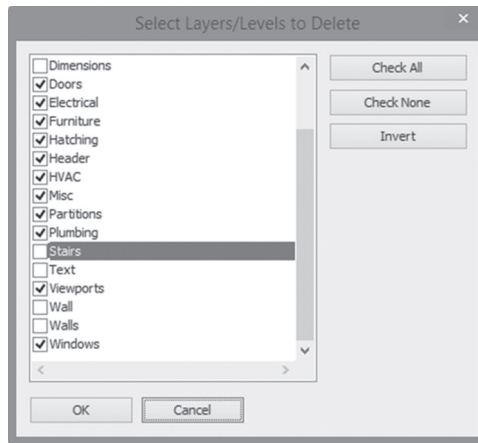 Select Layers/Levels to Delete
Dimensions
Doors
Electrical
Furniture
Hatching
Header
HVAC
Misc
Partitions
Plumbing
Stairs
Text
Viewports
Wall
Walls
Windows
Check All
Check None
Invert
OK
Cancel